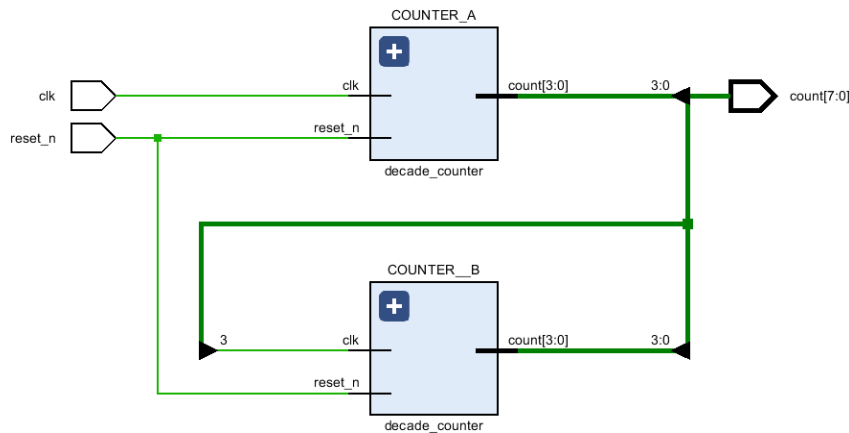 COUNTER_A
clk
clk
count[3:0]
3:0
count[7:0]
reset_n
reset_n
decade_counter
COUNTER__B
3
clk
count[3:0]
3:0
reset_n
decade_counter